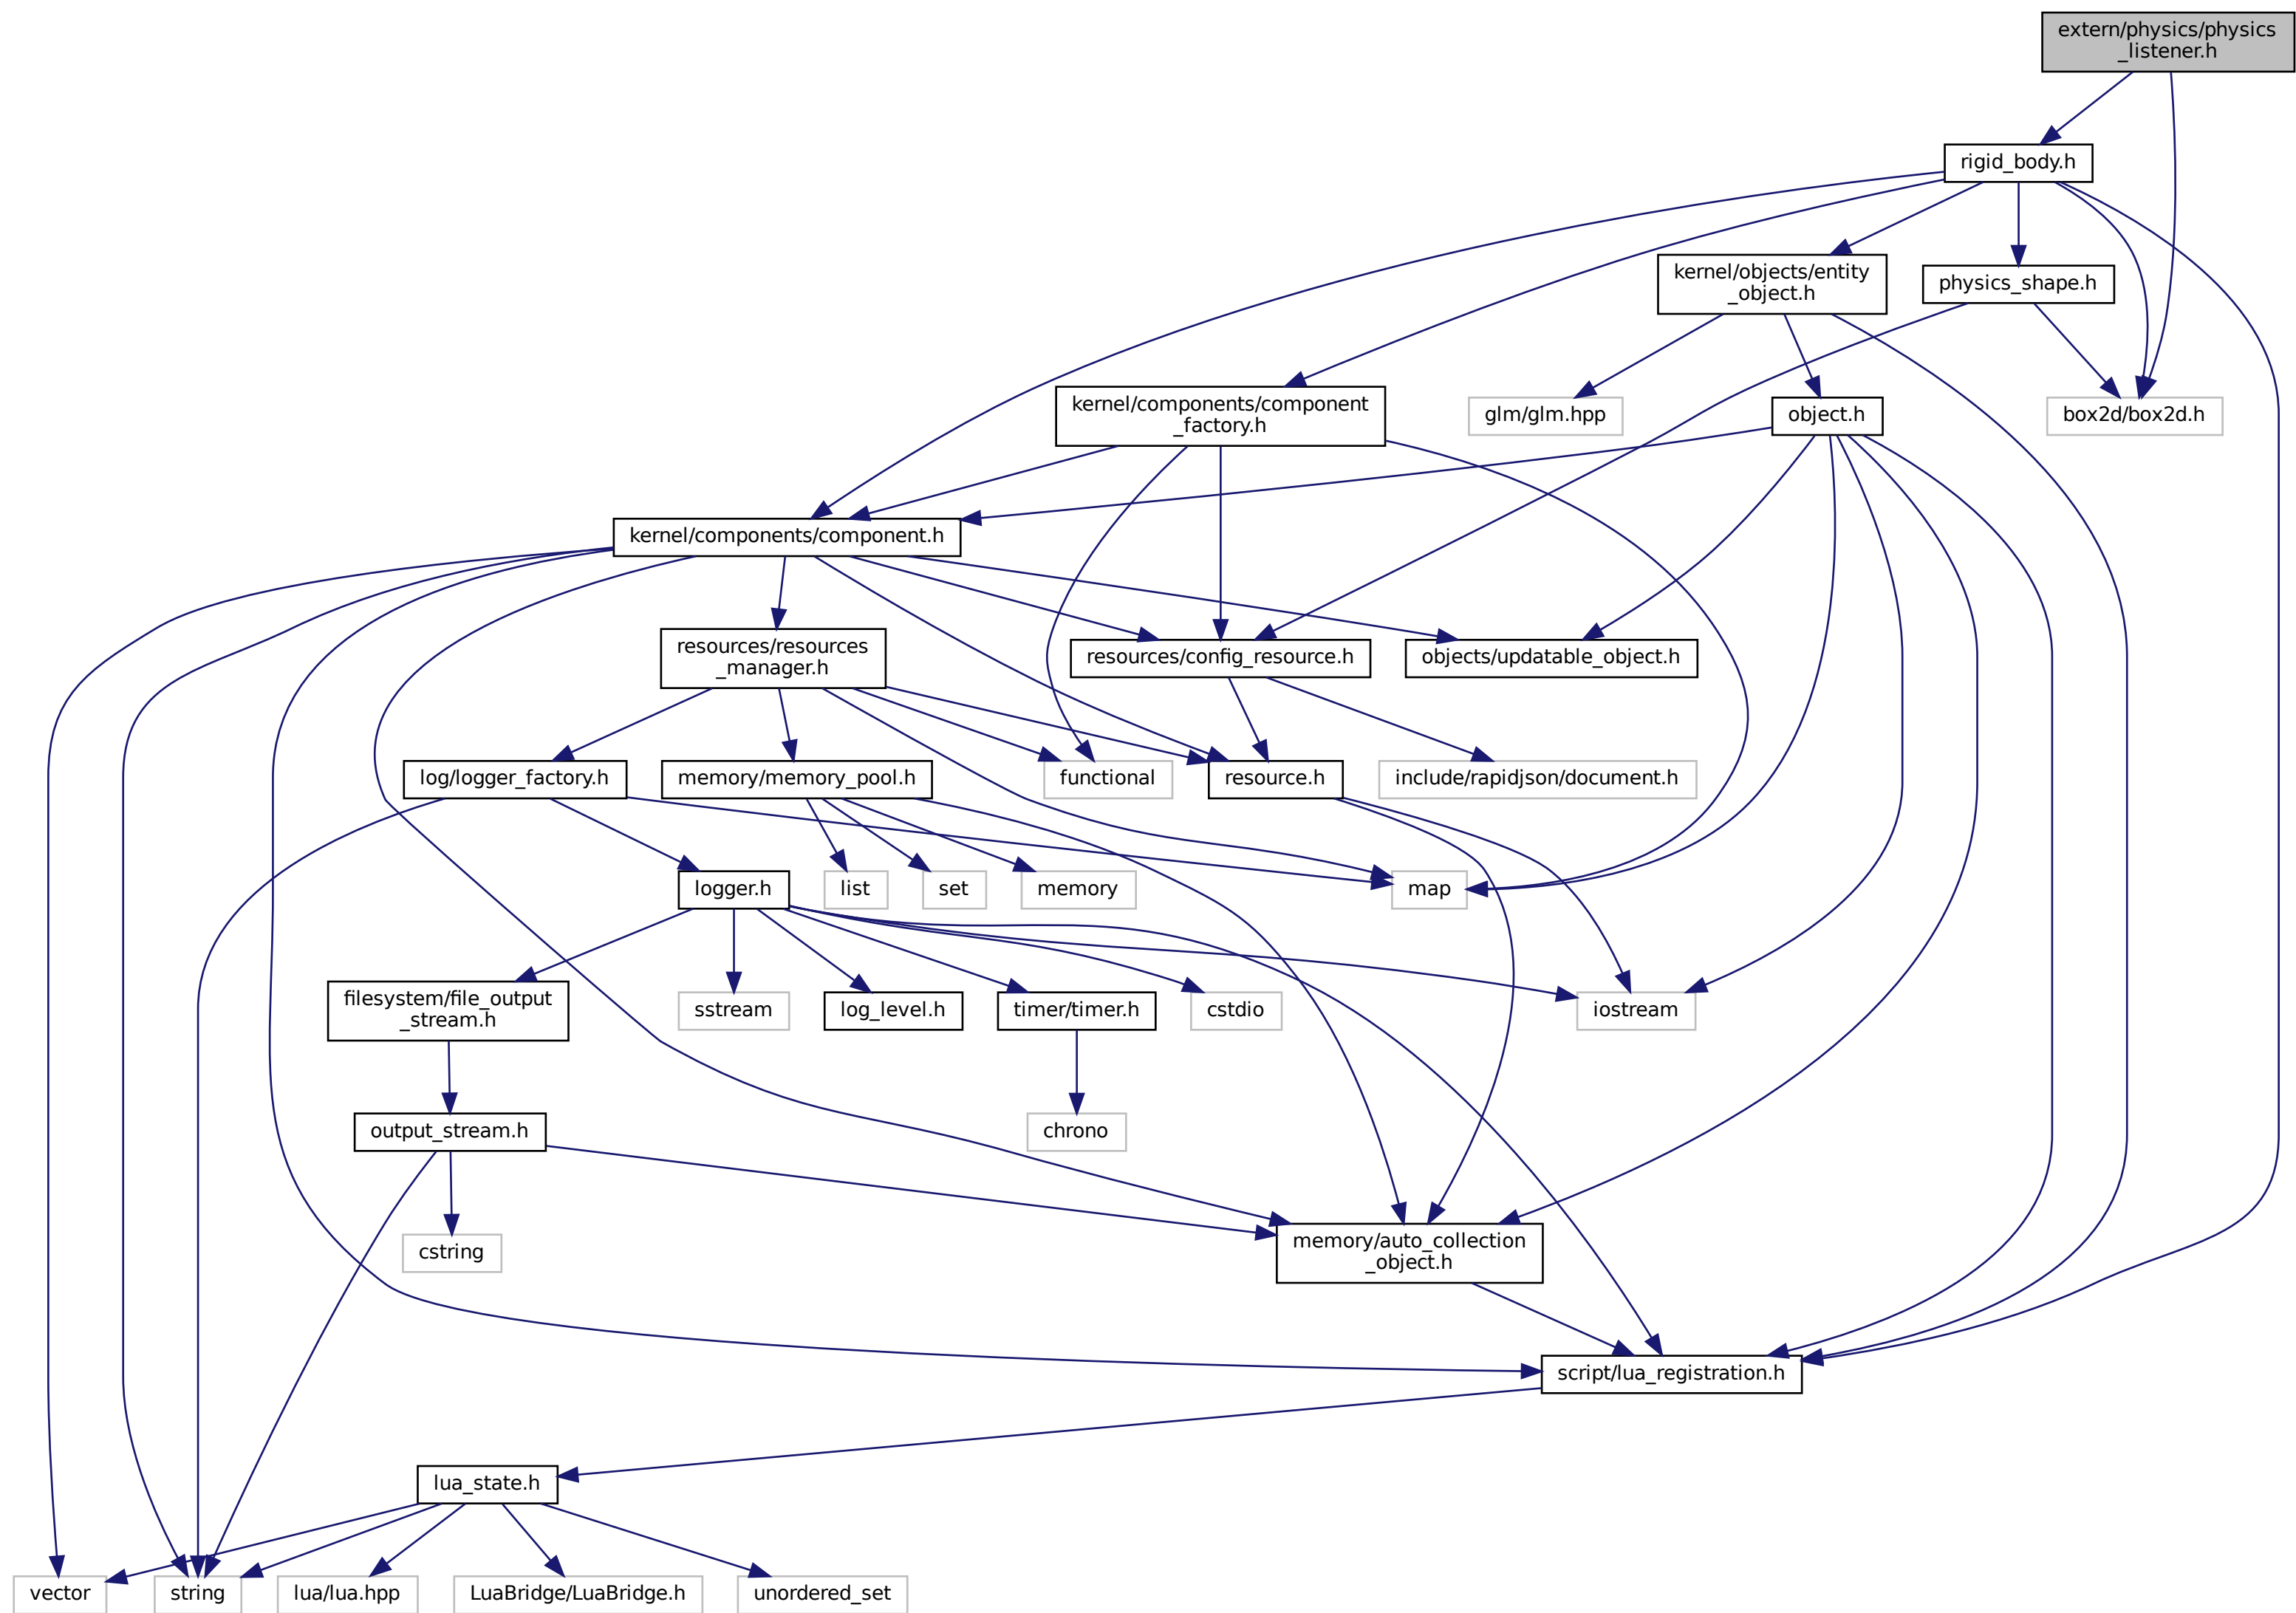 extern/physics/physics
_listener.h
rigid_body.h
kernel/objects/entity
_object.h
physics_shape.h
kernel/components/component
_factory.h
glm/glm.hpp
object.h
box2d/box2d.h
kernel/components/component.h
resources/resources
_manager.h
resources/config_resource.h
objects/updatable_object.h
log/logger_factory.h
memory/memory_pool.h
functional
resource.h
include/rapidjson/document.h
logger.h
list
set
memory
map
filesystem/file_output
_stream.h
sstream
log_level.h
timer/timer.h
cstdio
iostream
output_stream.h
chrono
cstring
memory/auto_collection
_object.h
script/lua_registration.h
lua_state.h
vector
string
lua/lua.hpp
LuaBridge/LuaBridge.h
unordered_set